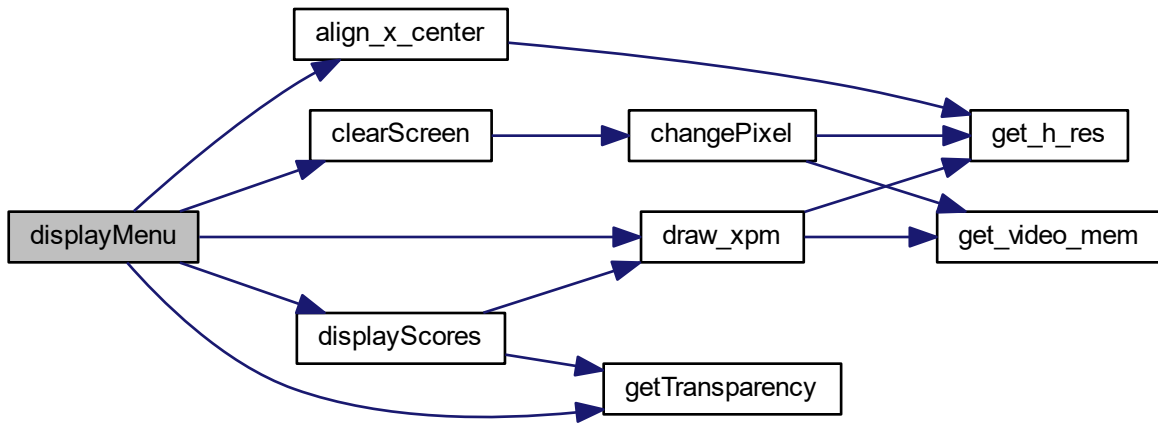 align_x_center
clearScreen
changePixel
get_h_res
displayMenu
draw_xpm
get_video_mem
displayScores
getTransparency